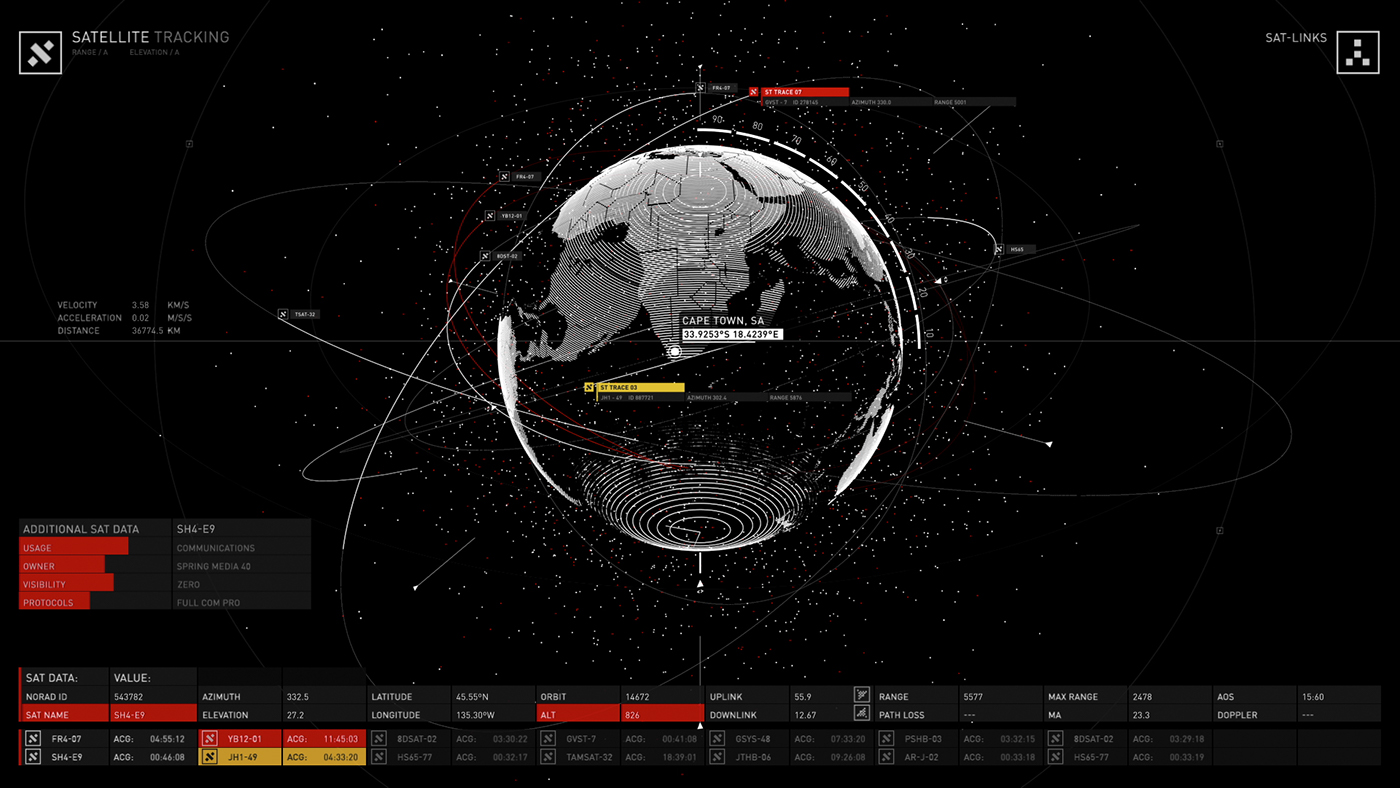 SATELLITE TRACKING
RANGE / A ELEVATION / A
SAT-LINKS
FR4-07
ST TRACE 07
GVST - 7 ID 278145 AZIMUTH 330.0 RANGE 5001
90
80
70
60
50
40
30
20
10
FR4-07
YB12-01
8DST-02
HS65
TSAT-32
VELOCITY 3.58 KM/S
ACCELERATION 0.02 M/S/S
DISTANCE 36774.5 KM
CAPE TOWN, SA
33.9253°S 18.4239°E
ST TRACE 03
JH1 - 49 ID 887721 AZIMUTH 302.4 RANGE 5876
ADDITIONAL SAT DATA SH4-E9
USAGE COMMUNICATIONS
OWNER SPRING MEDIA 40
VISIBILITY ZERO
PROTOCOLS FULL COM PRO
SAT DATA: VALUE:
NORAD ID 543782 AZIMUTH 332.5 LATITUDE 45.55°N ORBIT 14672 UPLINK 55.9 RANGE 5577 MAX RANGE 2478 AOS 15:60
SAT NAME SH4-E9 ELEVATION 27.2 LONGITUDE 135.30°W ALT 826 DOWNLINK 12.67 PATH LOSS --- MA 23.3 DOPPLER ---
FR4-07 ACG: 04:55:12 YB12-01 ACG: 11:45:03 8DSAT-02 ACG: 03:30:22 GVST-7 ACG: 00:41:08 GSYS-48 ACG: 07:33:20 PSHB-03 ACG: 03:32:15 8DSAT-02 ACG: 03:29:18
SH4-E9 ACG: 00:46:08 JH1-49 ACG: 04:33:20 HS65-77 ACG: 00:32:17 TAMSAT-32 ACG: 18:39:01 JTHB-06 ACG: 09:26:08 AR-J-02 ACG: 00:33:18 HS65-77 ACG: 00:33:19